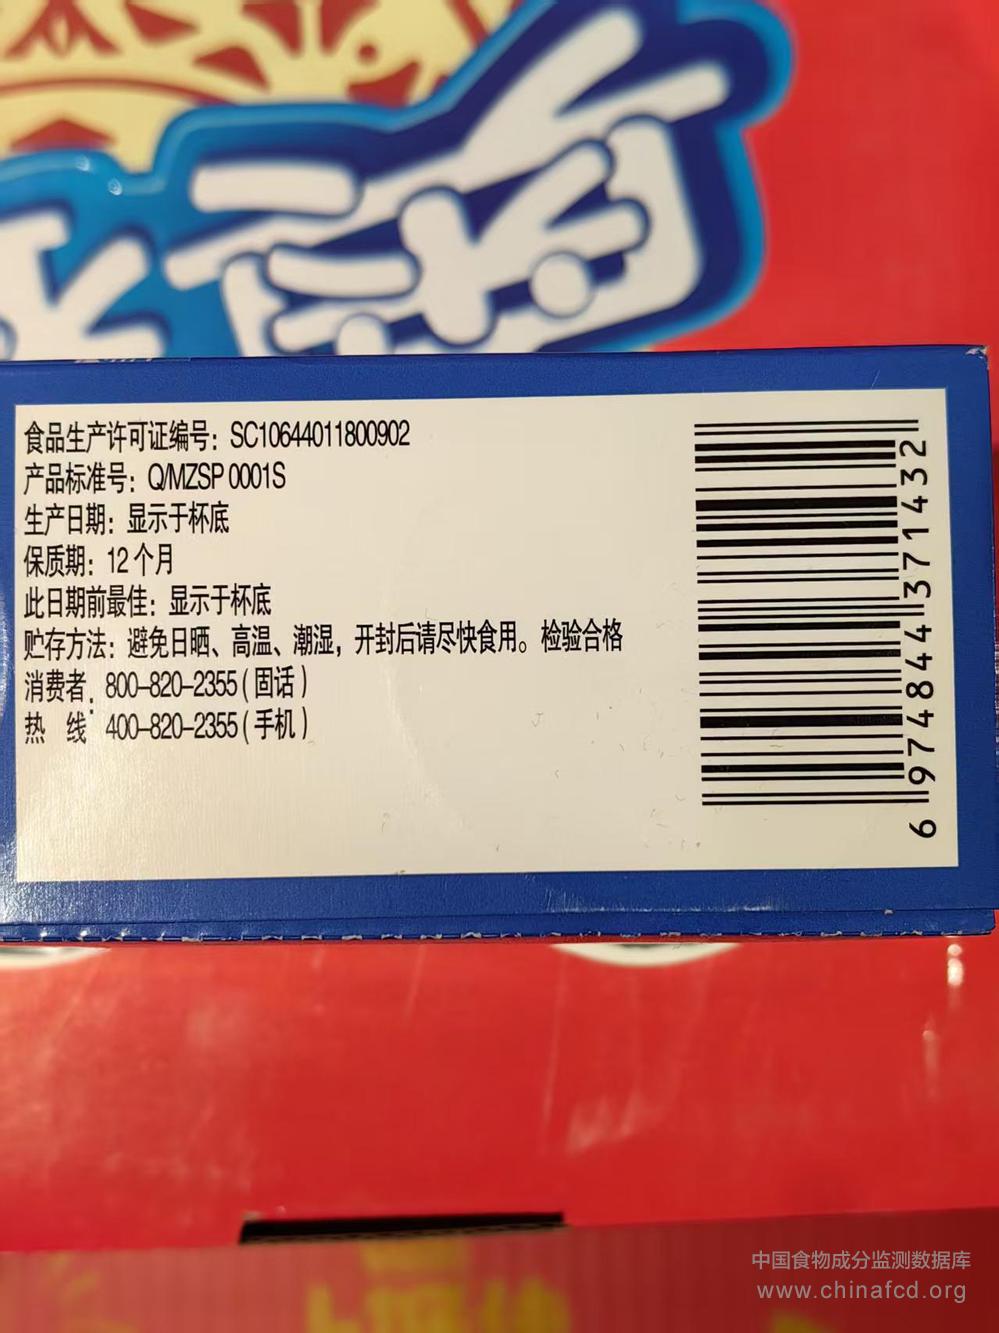 食品生产许可证编号：SC10644011800902
产品标准号：Q/MZSP 0001S
生产日期：显示于杯底
保质期：12个月
此日期前最佳：显示于杯底
贮存方法：避免日晒、高温、潮湿，开封后请尽快食用。检验合格
消费者：800-820-2355(固话)
热 线：400-820-2355(手机)
6974844371432
中国食物成分监测数据库
www.chinafcd.org